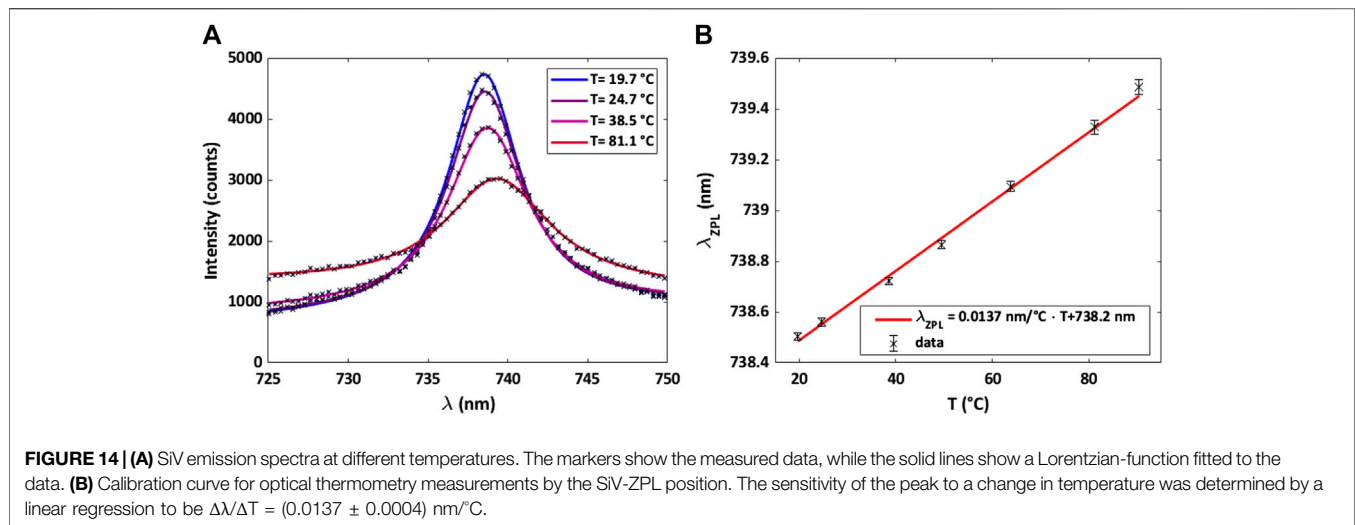 A
B
5000
4000
3000
2000
1000
0
Intensity (counts)
T= 19.7 °C
T= 24.7 °C
T= 38.5 °C
T= 81.1 °C
725
730
735
740
745
750
λ (nm)
739.6
739.4
739.2
739
738.8
738.6
738.4
λZPL (nm)
λZPL = 0.0137 nm/°C · T+738.2 nm
data
20
40
60
80
T (°C)
FIGURE 14 | (A) SiV emission spectra at different temperatures. The markers show the measured data, while the solid lines show a Lorentzian-function fitted to the
data. (B) Calibration curve for optical thermometry measurements by the SiV-ZPL position. The sensitivity of the peak to a change in temperature was determined by a
linear regression to be Δλ/ΔT = (0.0137 ± 0.0004) nm/°C.